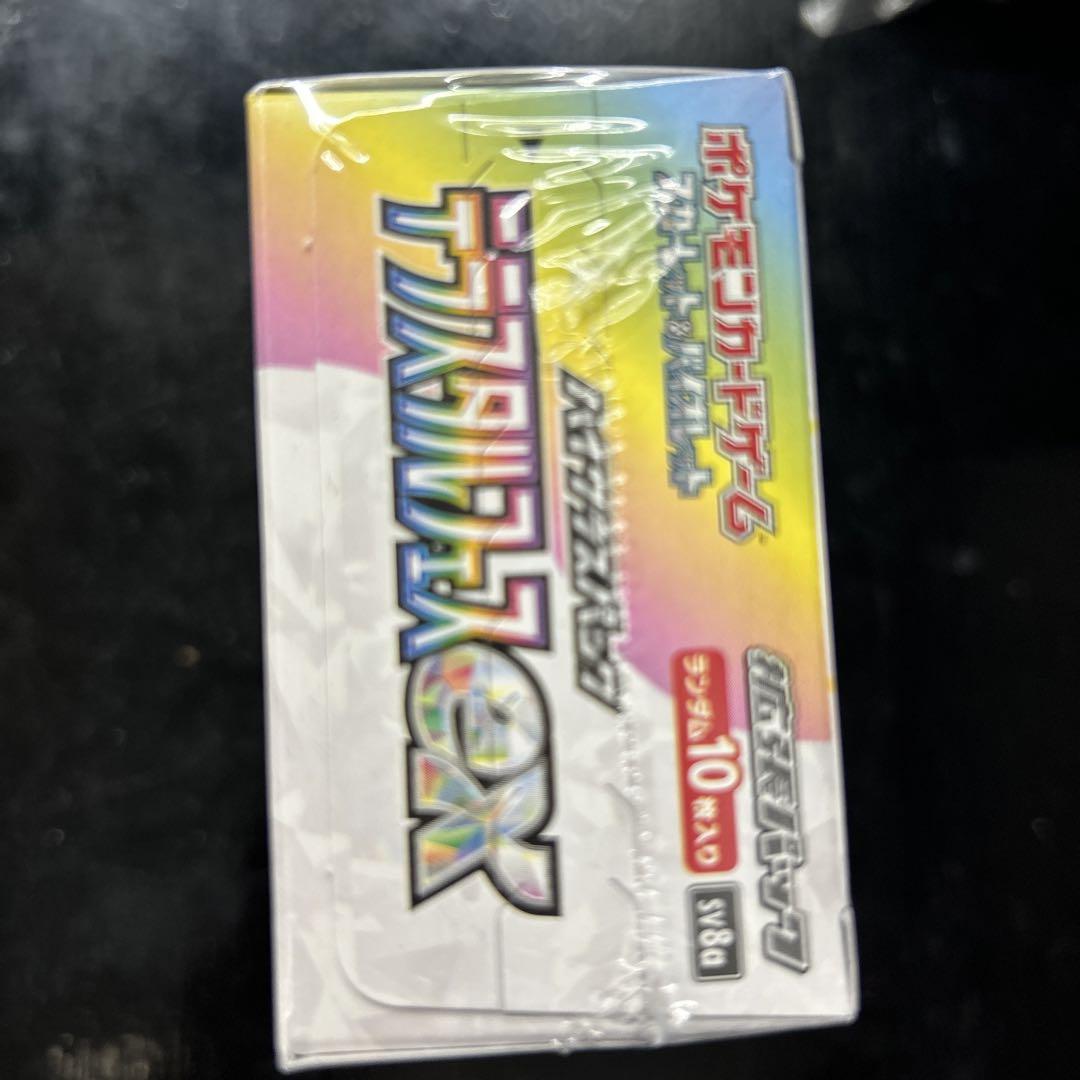 ポケモンカードゲーム
スカーレット&バイオレット
拡張パック
ランダム10枚入り
SV8a
ハイクラスパック
テラスタルフェスex